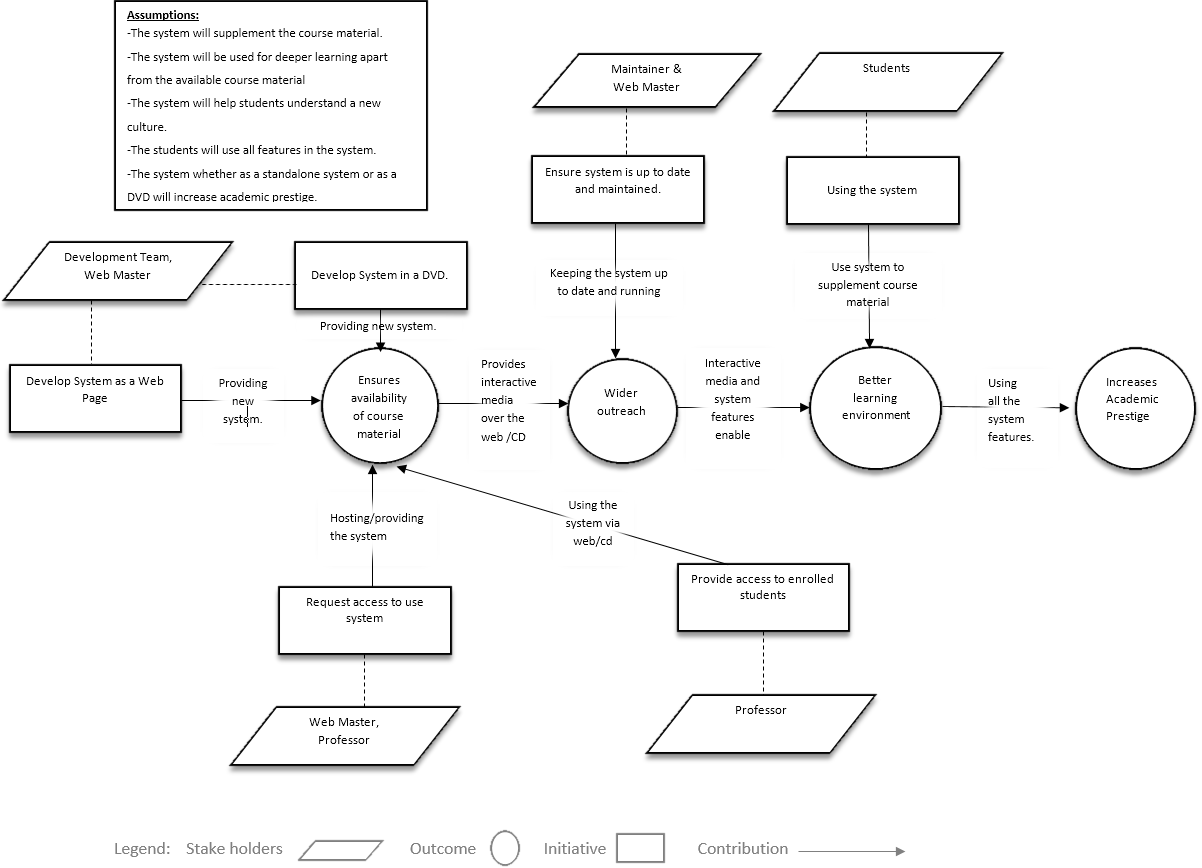 Assumptions:
-The system will supplement the course material.
-The system will be used for deeper learning apart
from the available course material
-The system will help students understand a new
culture.
-The students will use all features in the system.
-The system whether as a standalone system or as a
DVD will increase academic prestige.
Maintainer &
Web Master
Students
Ensure system is up to date
and maintained.
Using the system
Development Team,
Web Master
Develop System in a DVD.
Keeping the system up
to date and running
Use system to
supplement course
material
Providing new system.
Develop System as a Web
Page
Providing
new
system.
Ensures
availability
of course
material
Provides
interactive
media
over the
web /CD
Wider
outreach
Interactive
media and
system
features
enable
Better
learning
environment
Using
all the
system
features.
Increases
Academic
Prestige
Hosting/providing
the system
Using the
system via
web/cd
Request access to use
system
Provide access to enrolled
students
Web Master,
Professor
Professor
Legend: Stake holders Outcome Initiative Contribution